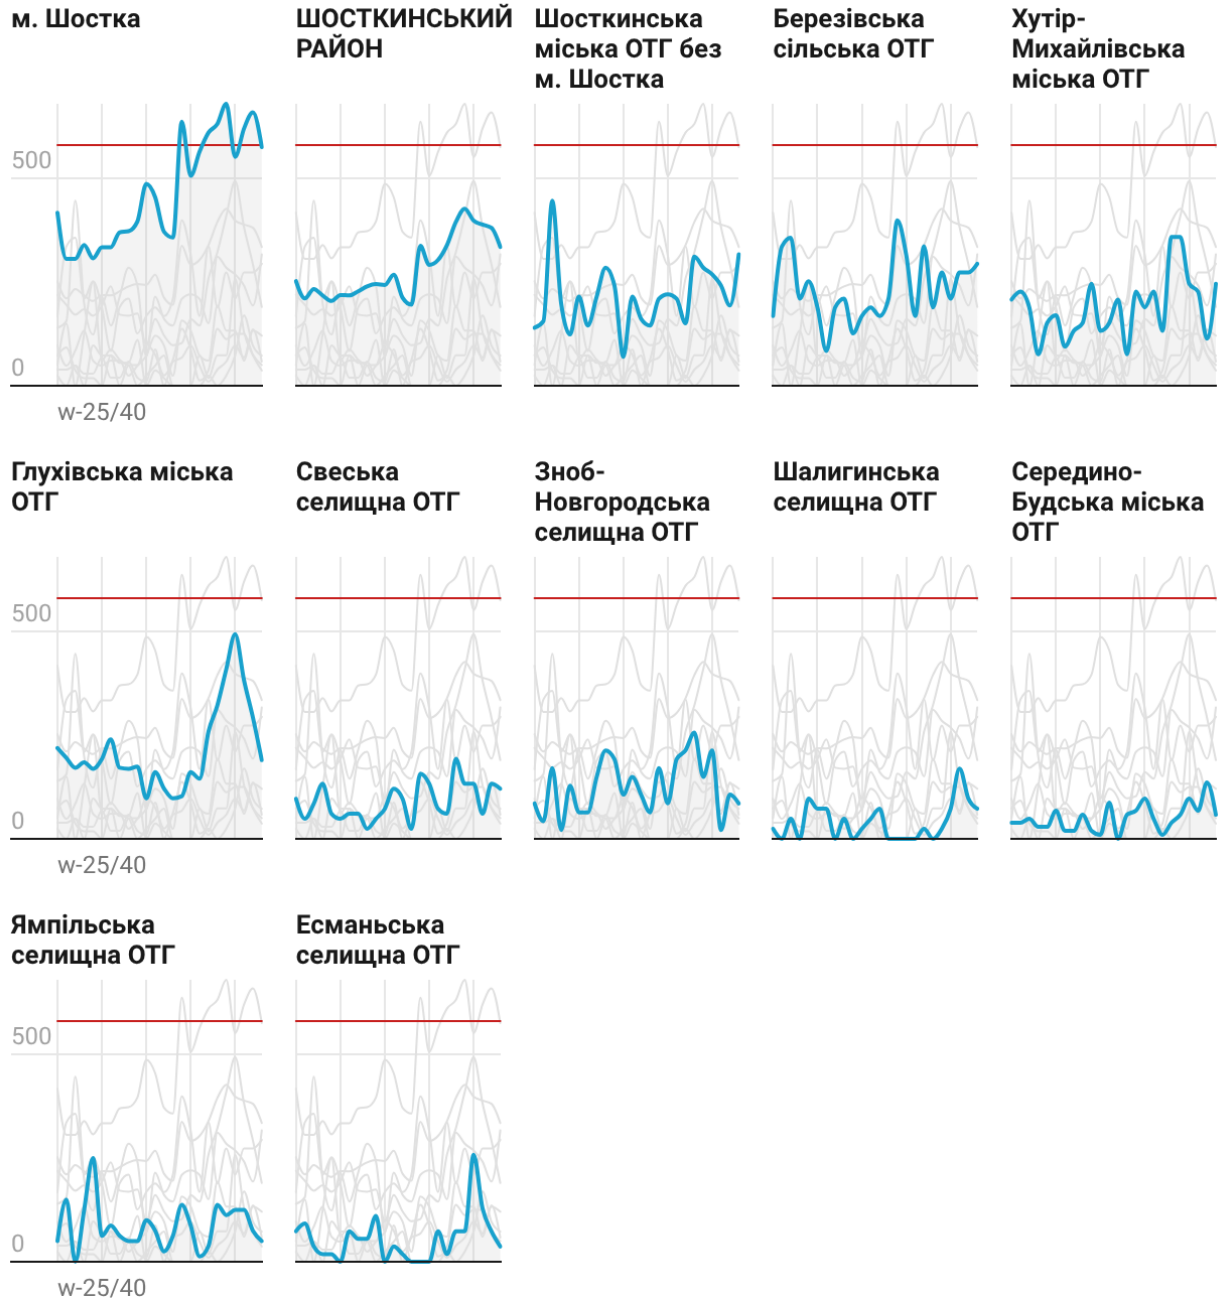 м. Шостка
ШОСТКИНСЬКИЙ
РАЙОН
Шосткинська
міська ОТГ без
м. Шостка
Березівська
сільська ОТГ
Хутір-
Михайлівська
міська ОТГ
500
0
w-25/40
Глухівська міська
ОТГ
Свеська
селищна ОТГ
Зноб-
Новгородська
селищна ОТГ
Шалигинська
селищна ОТГ
Середино-
Будська міська
ОТГ
500
0
w-25/40
Ямпільська
селищна ОТГ
Есманьська
селищна ОТГ
500
0
w-25/40